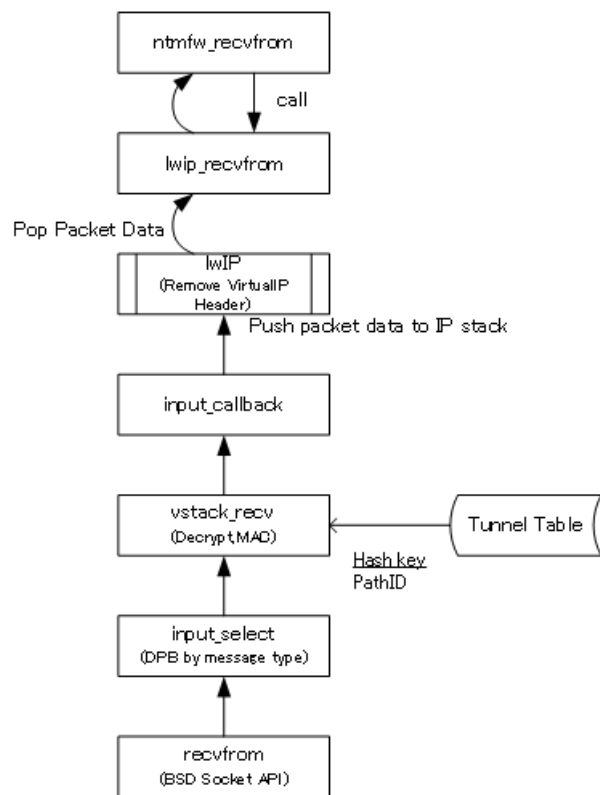 ntmfw_recvfrom
call
lwip_recvfrom
Pop Packet Data
lwIP
(Remove VirtualIP
Header)
Push packet data to IP stack
input_callback
vstack_recv
(Decrypt,MAC)
Tunnel Table
Hash key
PathID
input_select
(DPB by message type)
recvfrom
(BSD Socket API)